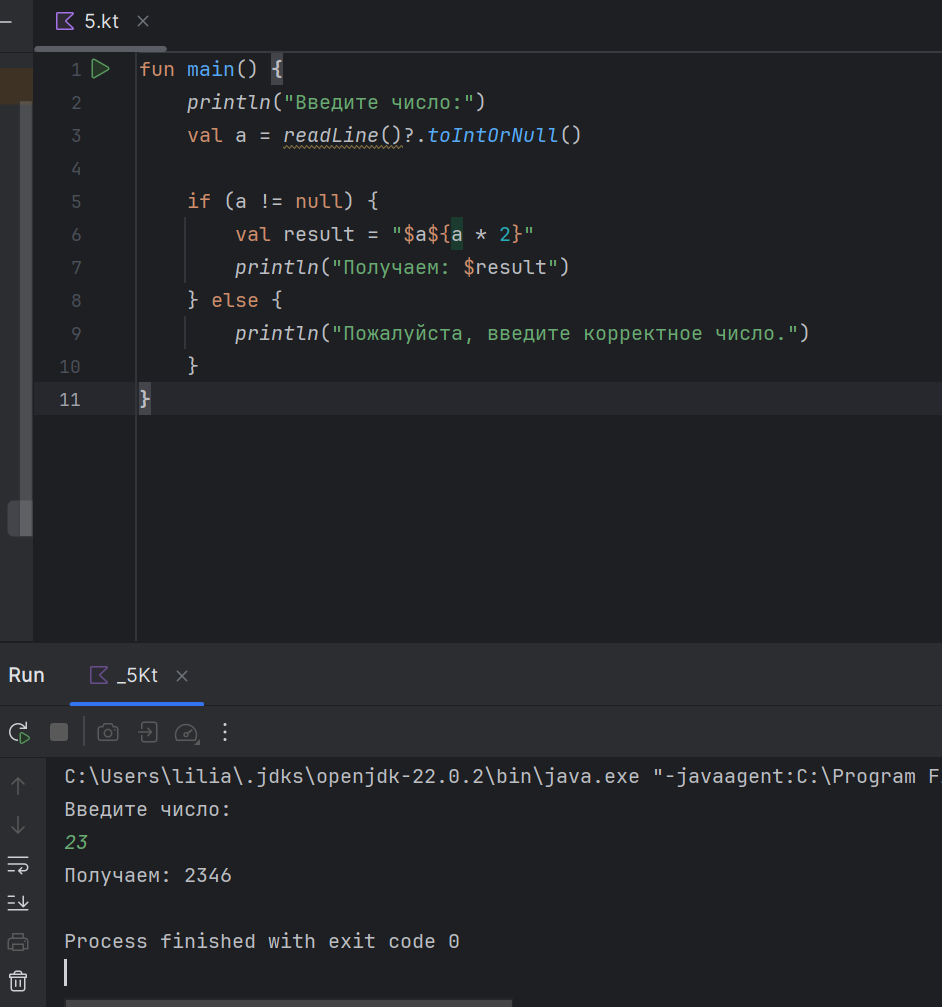 5.kt
1 fun main() {
2 println("Введите число:")
3 val a = readLine()?.toIntOrNull()
4
5 if (a != null) {
6 val result = "$a${a * 2}"
7 println("Получаем: $result")
8 } else {
9 println("Пожалуйста, введите корректное число.")
10 }
11 }
Run _5Kt
C:\Users\lilia\.jdks\openjdk-22.0.2\bin\java.exe "-javaagent:C:\Program
Введите число:
23
Получаем: 2346
Process finished with exit code 0